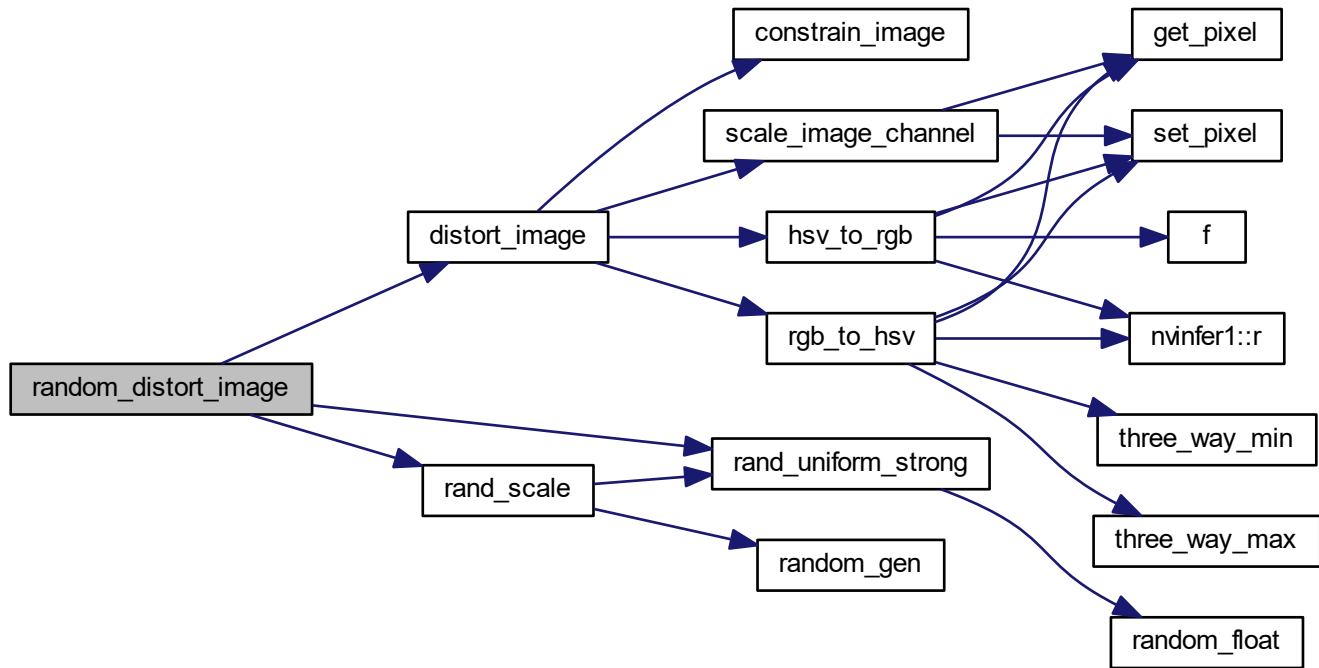 constrain_image
get_pixel
scale_image_channel
set_pixel
distort_image
hsv_to_rgb
f
rgb_to_hsv
nvinfer1::r
random_distort_image
three_way_min
rand_uniform_strong
rand_scale
three_way_max
random_gen
random_float